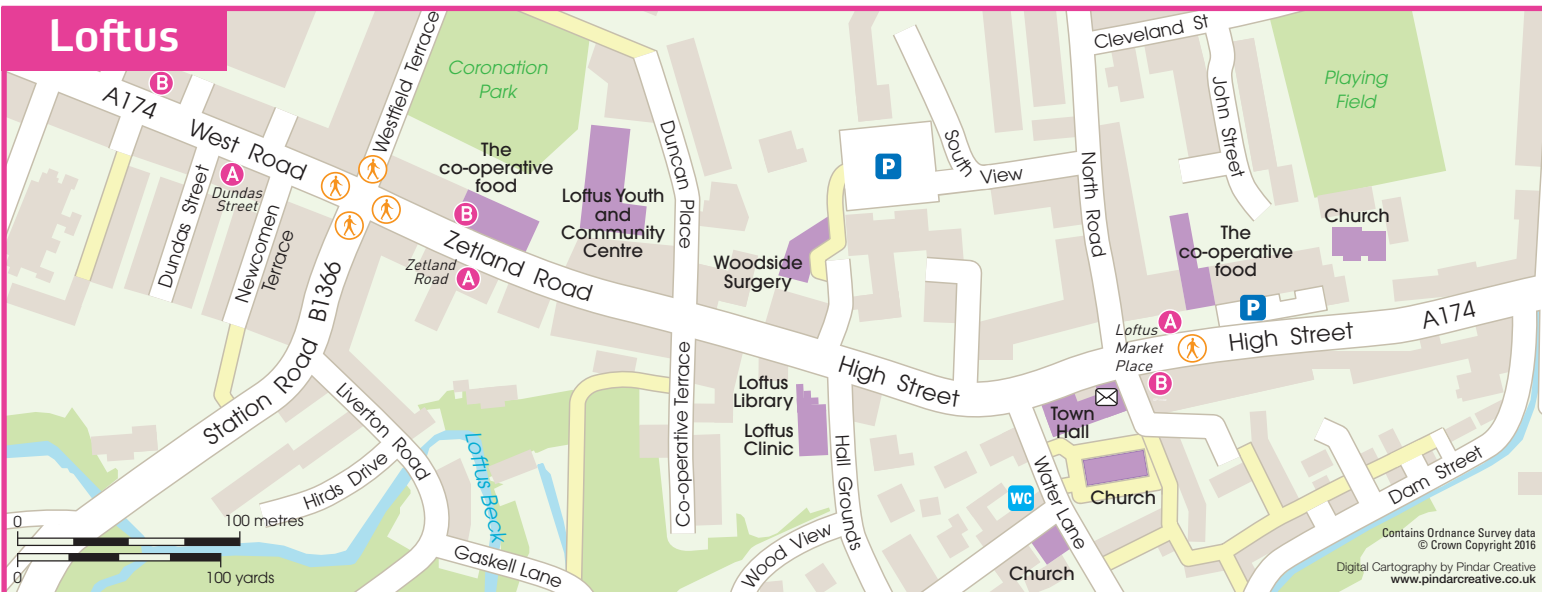 Loftus
B
A174
West Road
A
Dundas
Street
Dundas Street
Newcomen
Terrace
Westfield Terrace
Coronation
Park
The
co-operative
food
B
Loftus Youth
and
Community
Centre
Duncan Place
Zetland Road
Zetland
Road
A
Station Road B1366
Liverton Road
Hirds Drive
Loftus Beck
Gaskell Lane
Co-operative Terrace
Woodside
Surgery
P
South
View
North Road
Cleveland St
John Street
Playing
Field
Church
The
co-operative
food
P
A
Loftus
Market
Place
B
High Street
A174
High Street
Loftus
Library
Loftus
Clinic
Hall Grounds
Wood View
Town
Hall
WC
Water Lane
Church
Church
Dam Street
0
100 metres
0
100 yards
Contains Ordnance Survey data
© Crown Copyright 2016
Digital Cartography by Pindar Creative
www.pindarcreative.co.uk